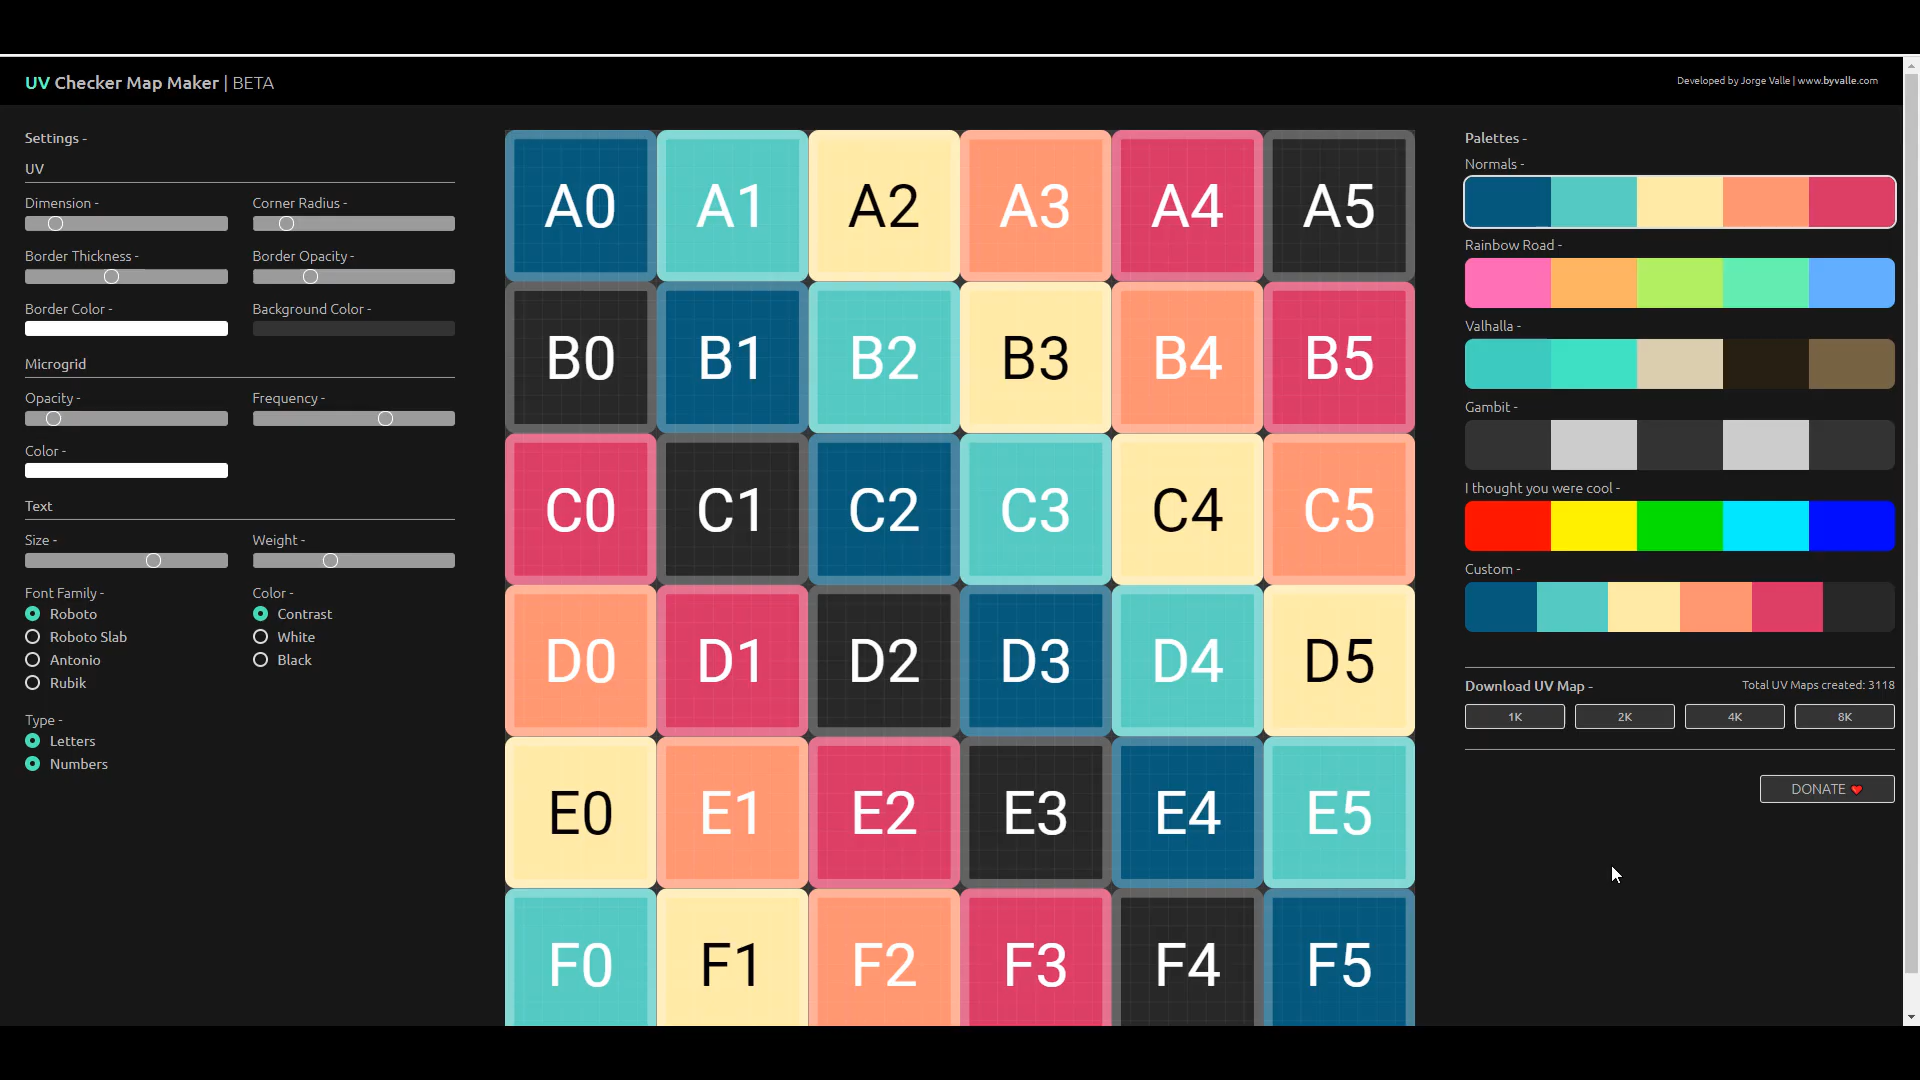 UV Checker Map Maker | BETA
Developed by Jorge Valle | www.byvalle.com
Settings -
UV
Dimension -
Corner Radius -
Border Thickness -
Border Opacity -
Border Color -
Background Color -
Microgrid
Opacity -
Frequency -
Color -
Text
Size -
Weight -
Font Family -
Roboto
Roboto Slab
Antonio
Rubik
Color -
Contrast
White
Black
Type -
Letters
Numbers
A0 A1 A2 A3 A4 A5
B0 B1 B2 B3 B4 B5
C0 C1 C2 C3 C4 C5
D0 D1 D2 D3 D4 D5
E0 E1 E2 E3 E4 E5
F0 F1 F2 F3 F4 F5
Palettes -
Normals -
Rainbow Road -
Valhalla -
Gambit -
I thought you were cool -
Custom -
Download UV Map -
Total UV Maps created: 3118
1K 2K 4K 8K
DONATE